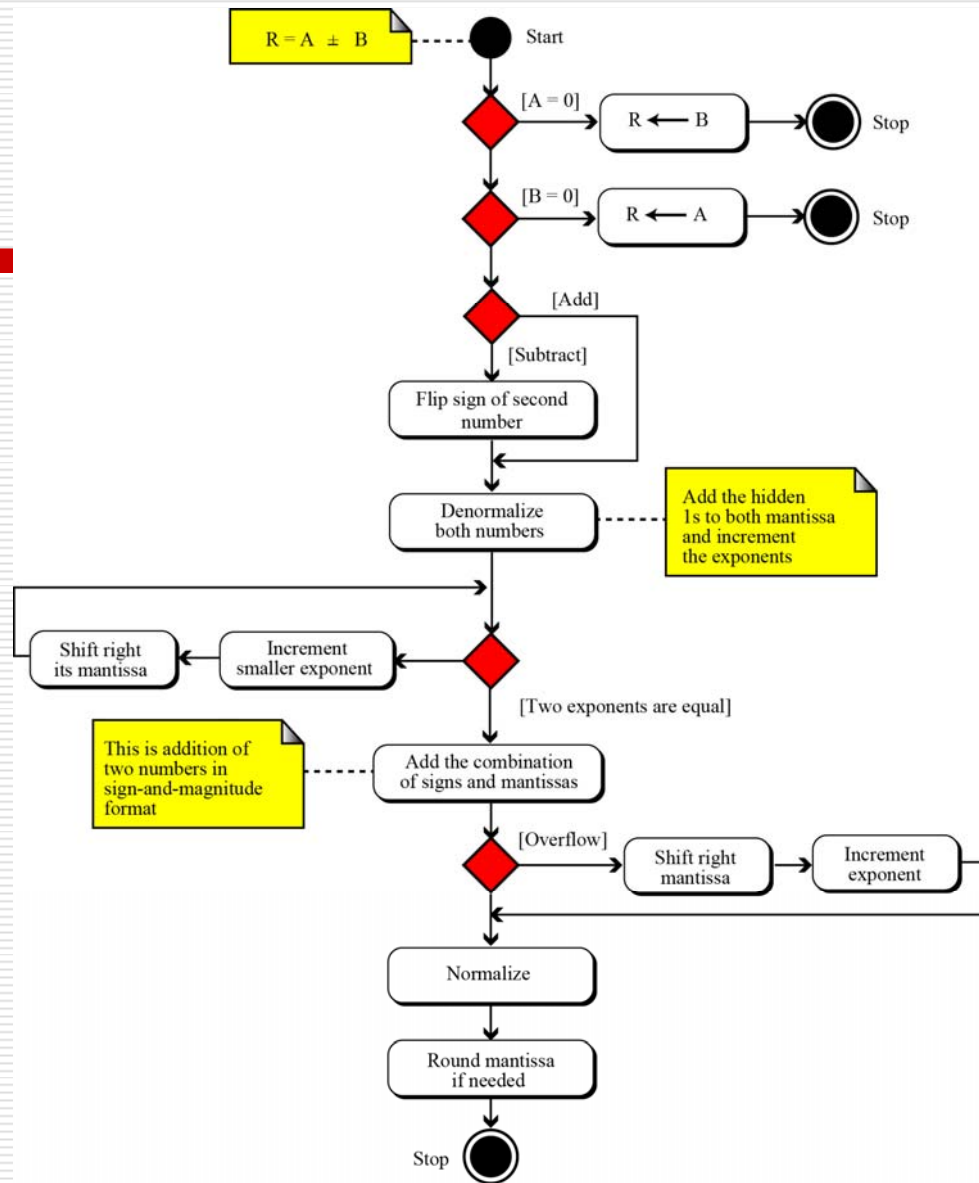 R = A ± B
Start
[A = 0]
R ← B
Stop
[B = 0]
R ← A
Stop
[Add]
[Subtract]
Flip sign of second
number
Denormalize
both numbers
Add the hidden
1s to both mantissa
and increment
the exponents
Shift right
its mantissa
Increment
smaller exponent
[Two exponents are equal]
This is addition of
two numbers in
sign-and-magnitude
format
Add the combination
of signs and mantissas
[Overflow]
Shift right
mantissa
Increment
exponent
Normalize
Round mantissa
if needed
Stop